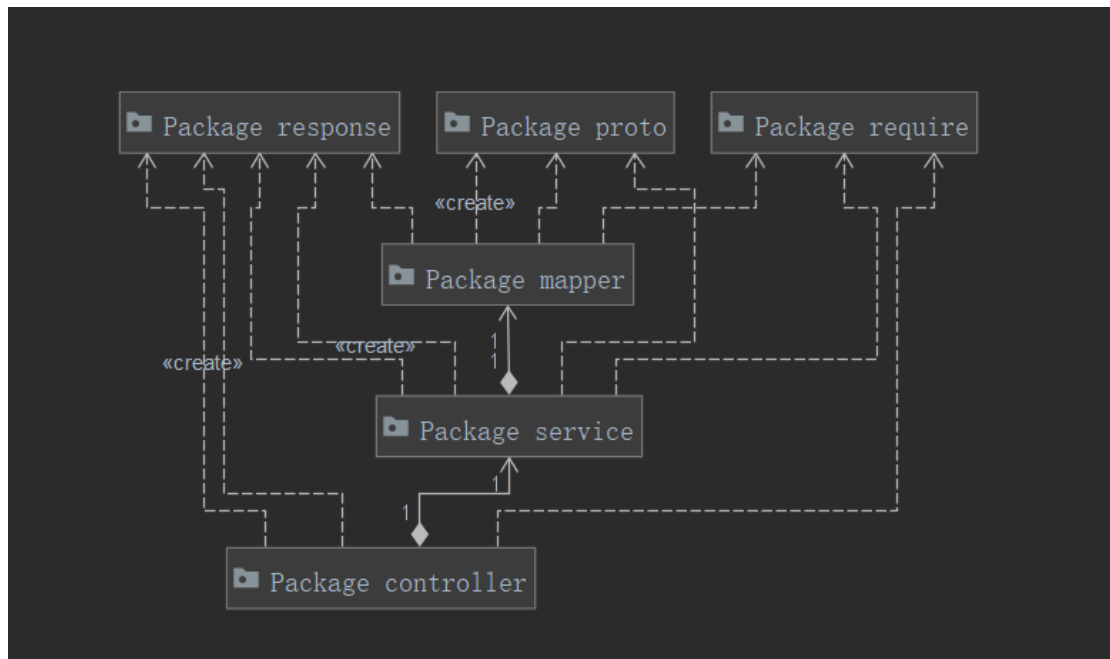 Package response
Package proto
Package require
«create»
Package mapper
1
1
«create»
«create»
Package service
1
1
Package controller